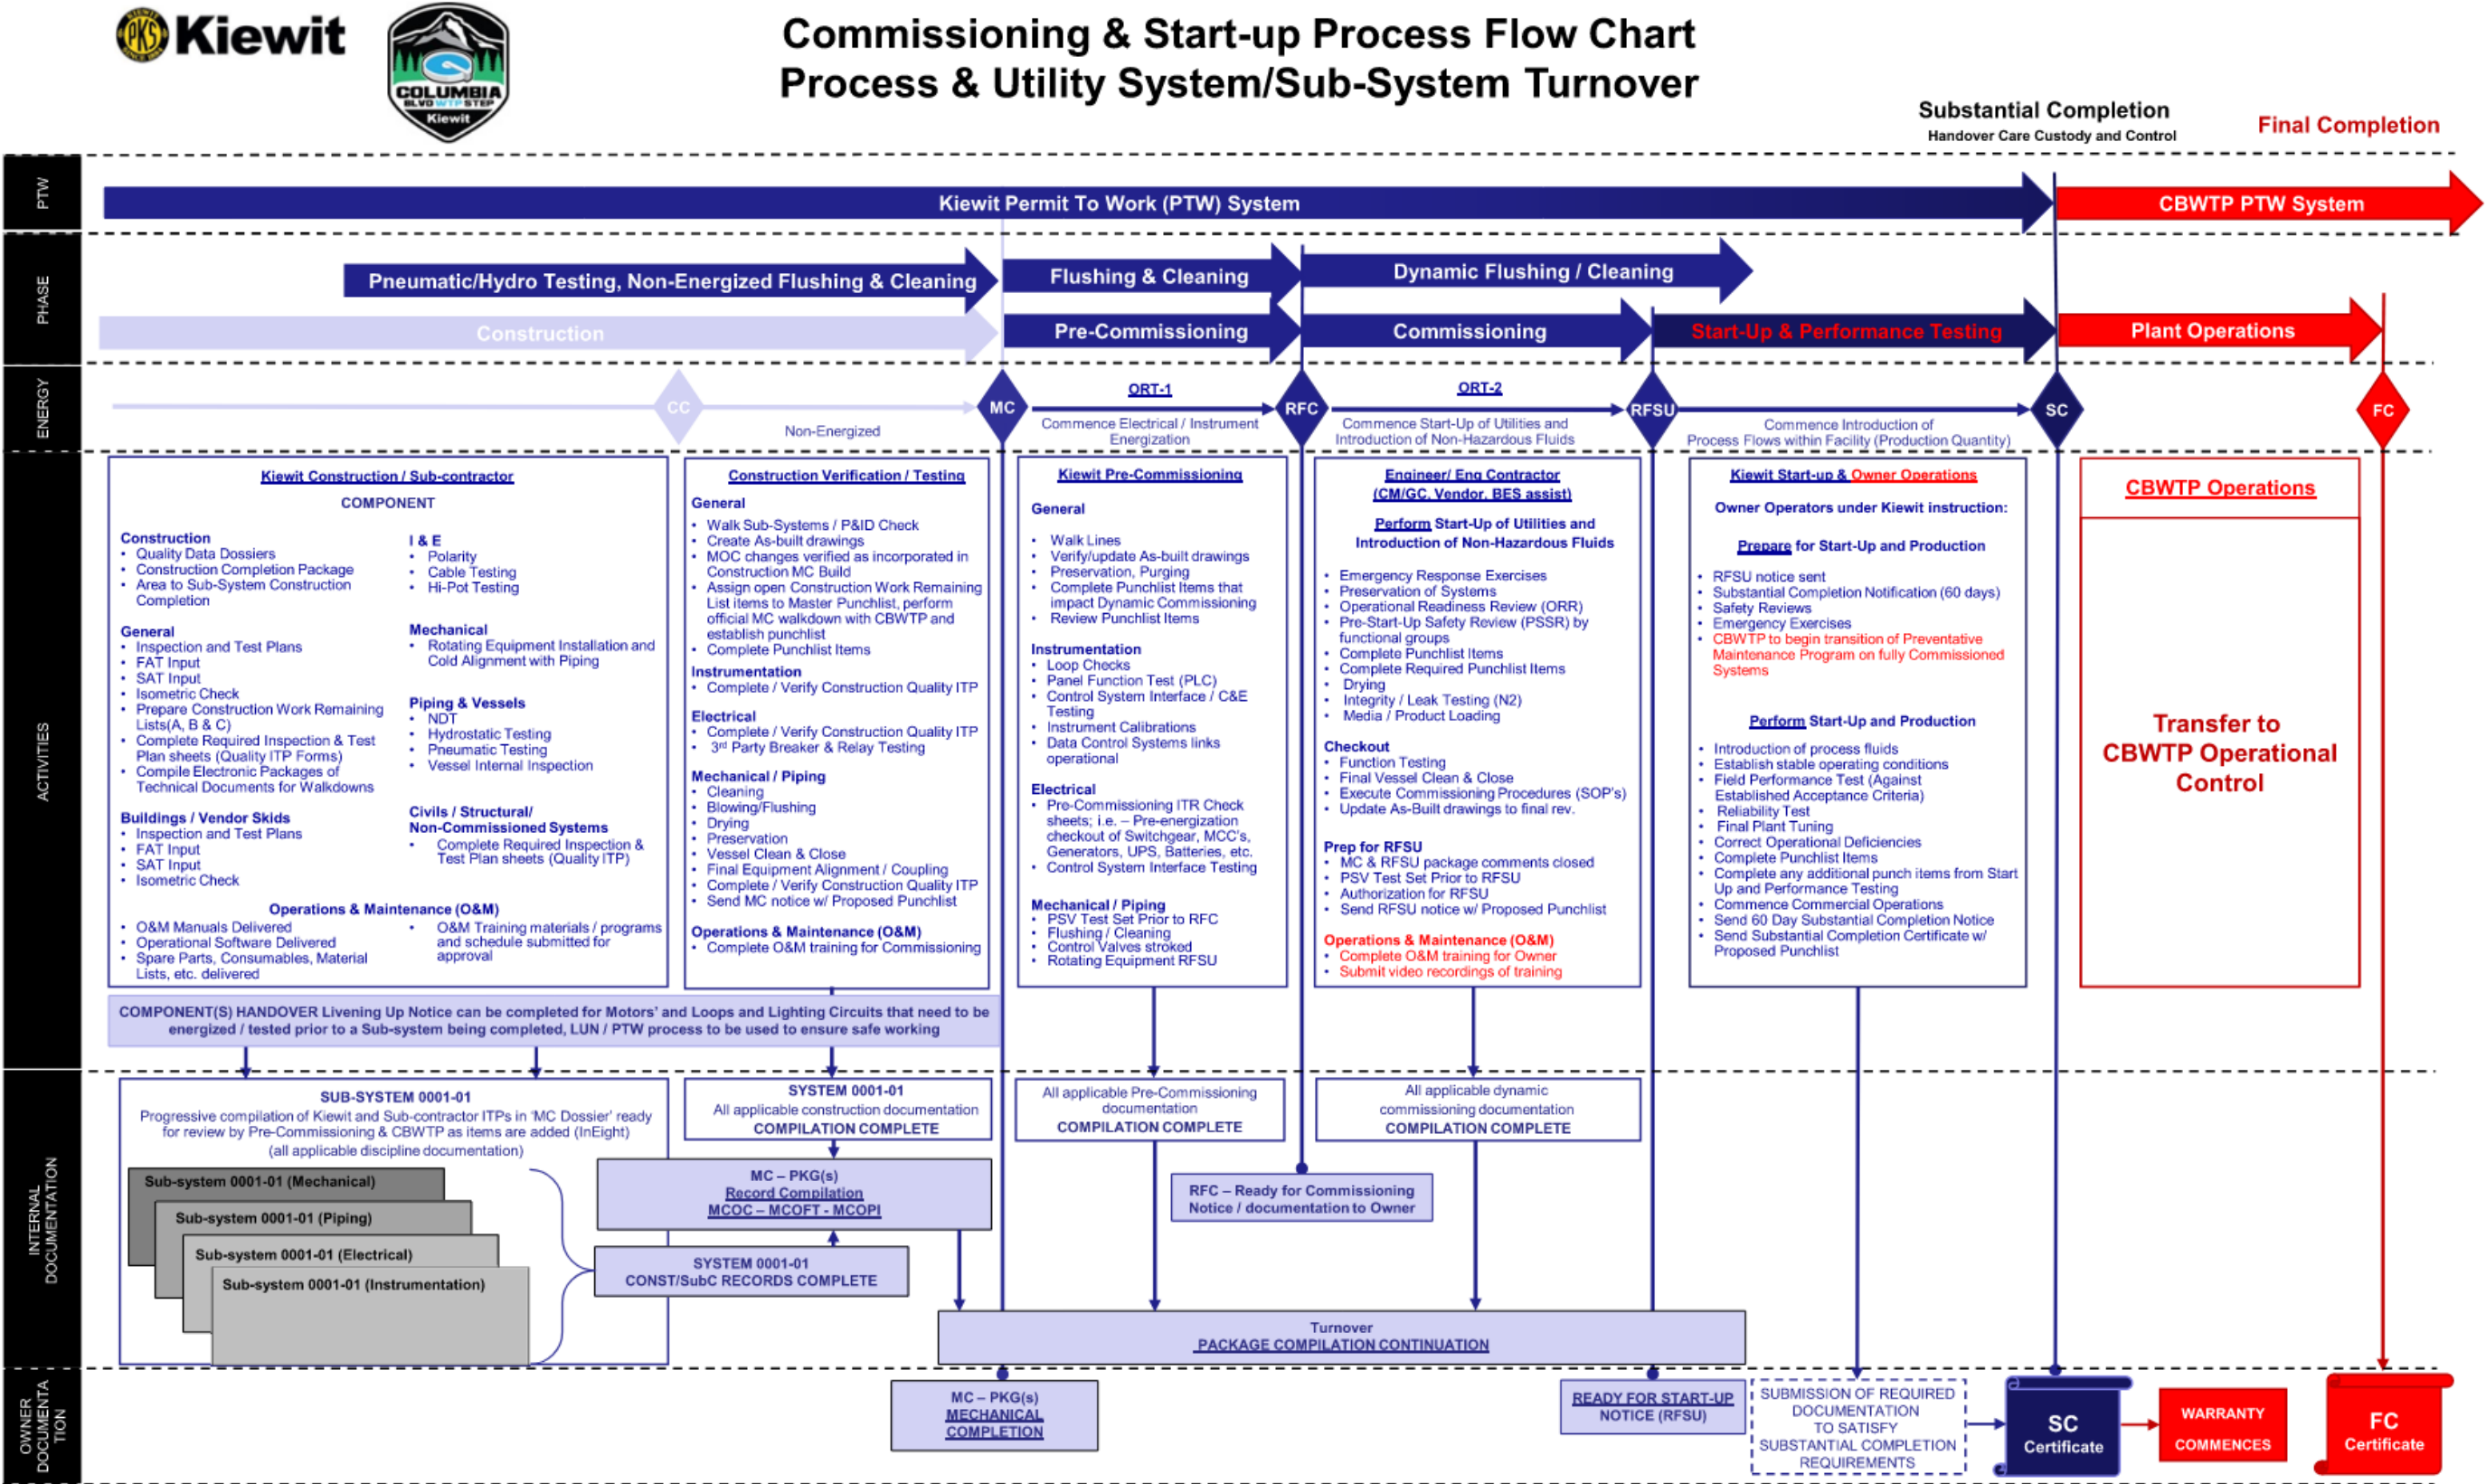 PKS
Kiewit
COLUMBIA
BLVD WTP STEP
Kiewit
Commissioning & Start-up Process Flow Chart
Process & Utility System/Sub-System Turnover
Substantial Completion
Handover Care Custody and Control
Final Completion
PTW
Kiewit Permit To Work (PTW) System
CBWTP PTW System
PHASE
Pneumatic/Hydro Testing, Non-Energized Flushing & Cleaning
Flushing & Cleaning
Dynamic Flushing / Cleaning
Construction
Pre-Commissioning
Commissioning
Start-Up & Performance Testing
Plant Operations
ENERGY
CC
Non-Energized
MC
ORT-1
Commence Electrical / Instrument
Energization
RFC
ORT-2
Commence Start-Up of Utilities and
Introduction of Non-Hazardous Fluids
RFSU
Commence Introduction of
Process Flows within Facility (Production Quantity)
SC
FC
ACTIVITIES
Kiewit Construction / Sub-contractor
COMPONENT
Construction
• Quality Data Dossiers
• Construction Completion Package
• Area to Sub-System Construction
Completion
General
• Inspection and Test Plans
• FAT Input
• SAT Input
• Isometric Check
• Prepare Construction Work Remaining
Lists(A, B & C)
• Complete Required Inspection & Test
Plan sheets (Quality ITP Forms)
• Compile Electronic Packages of
Technical Documents for Walkdowns
Buildings / Vendor Skids
• Inspection and Test Plans
• FAT Input
• SAT Input
• Isometric Check
I & E
• Polarity
• Cable Testing
• Hi-Pot Testing
Mechanical
• Rotating Equipment Installation and
Cold Alignment with Piping
Piping & Vessels
• NDT
• Hydrostatic Testing
• Pneumatic Testing
• Vessel Internal Inspection
Civils / Structural/
Non-Commissioned Systems
• Complete Required Inspection &
Test Plan sheets (Quality ITP)
Operations & Maintenance (O&M)
• O&M Manuals Delivered
• Operational Software Delivered
• Spare Parts, Consumables, Material
Lists, etc. delivered
• O&M Training materials / programs
and schedule submitted for
approval
Construction Verification / Testing
General
• Walk Sub-Systems / P&ID Check
• Create As-built drawings
• MOC changes verified as incorporated in
Construction MC Build
• Assign open Construction Work Remaining
List items to Master Punchlist, perform
official MC walkdown with CBWTP and
establish punchlist
• Complete Punchlist Items
Instrumentation
• Complete / Verify Construction Quality ITP
Electrical
• Complete / Verify Construction Quality ITP
• 3rd Party Breaker & Relay Testing
Mechanical / Piping
• Cleaning
• Blowing/Flushing
• Drying
• Preservation
• Vessel Clean & Close
• Final Equipment Alignment / Coupling
• Complete / Verify Construction Quality ITP
• Send MC notice w/ Proposed Punchlist
Operations & Maintenance (O&M)
• Complete O&M training for Commissioning
Kiewit Pre-Commissioning
General
• Walk Lines
• Verify/update As-built drawings
• Preservation, Purging
• Complete Punchlist Items that
impact Dynamic Commissioning
• Review Punchlist Items
Instrumentation
• Loop Checks
• Panel Function Test (PLC)
• Control System Interface / C&E
Testing
• Instrument Calibrations
• Data Control Systems links
operational
Electrical
• Pre-Commissioning ITR Check
sheets; i.e. – Pre-energization
checkout of Switchgear, MCC's,
Generators, UPS, Batteries, etc.
• Control System Interface Testing
Mechanical / Piping
• PSV Test Set Prior to RFC
• Flushing / Cleaning
• Control Valves stroked
• Rotating Equipment RFSU
Engineer/ Eng Contractor
(CM/GC, Vendor, BES assist)
Perform Start-Up of Utilities and
Introduction of Non-Hazardous Fluids
• Emergency Response Exercises
• Preservation of Systems
• Operational Readiness Review (ORR)
• Pre-Start-Up Safety Review (PSSR) by
functional groups
• Complete Punchlist Items
• Complete Required Punchlist Items
• Drying
• Integrity / Leak Testing (N2)
• Media / Product Loading
Checkout
• Function Testing
• Final Vessel Clean & Close
• Execute Commissioning Procedures (SOP's)
• Update As-Built drawings to final rev.
Prep for RFSU
• MC & RFSU package comments closed
• PSV Test Set Prior to RFSU
• Authorization for RFSU
• Send RFSU notice w/ Proposed Punchlist
Operations & Maintenance (O&M)
• Complete O&M training for Owner
• Submit video recordings of training
Kiewit Start-up & Owner Operations
Owner Operators under Kiewit instruction:
Prepare for Start-Up and Production
• RFSU notice sent
• Substantial Completion Notification (60 days)
• Safety Reviews
• Emergency Exercises
• CBWTP to begin transition of Preventative
Maintenance Program on fully Commissioned
Systems
Perform Start-Up and Production
• Introduction of process fluids
• Establish stable operating conditions
• Field Performance Test (Against
Established Acceptance Criteria)
• Reliability Test
• Final Plant Tuning
• Correct Operational Deficiencies
• Complete Punchlist Items
• Complete any additional punch items from Start
Up and Performance Testing
• Commence Commercial Operations
• Send 60 Day Substantial Completion Notice
• Send Substantial Completion Certificate w/
Proposed Punchlist
CBWTP Operations
Transfer to
CBWTP Operational
Control
COMPONENT(S) HANDOVER Livening Up Notice can be completed for Motors' and Loops and Lighting Circuits that need to be
energized / tested prior to a Sub-system being completed, LUN / PTW process to be used to ensure safe working
INTERNAL
DOCUMENTATION
SUB-SYSTEM 0001-01
Progressive compilation of Kiewit and Sub-contractor ITPs in 'MC Dossier' ready
for review by Pre-Commissioning & CBWTP as items are added (InEight)
(all applicable discipline documentation)
Sub-system 0001-01 (Mechanical)
Sub-system 0001-01 (Piping)
Sub-system 0001-01 (Electrical)
Sub-system 0001-01 (Instrumentation)
SYSTEM 0001-01
All applicable construction documentation
COMPILATION COMPLETE
MC – PKG(s)
Record Compilation
MCOC – MCOFT - MCOPI
SYSTEM 0001-01
CONST/SubC RECORDS COMPLETE
All applicable Pre-Commissioning
documentation
COMPILATION COMPLETE
RFC – Ready for Commissioning
Notice / documentation to Owner
All applicable dynamic
commissioning documentation
COMPILATION COMPLETE
Turnover
PACKAGE COMPILATION CONTINUATION
OWNER
DOCUMENTA
TION
MC – PKG(s)
MECHANICAL
COMPLETION
READY FOR START-UP
NOTICE (RFSU)
SUBMISSION OF REQUIRED
DOCUMENTATION
TO SATISFY
SUBSTANTIAL COMPLETION
REQUIREMENTS
SC
Certificate
WARRANTY
COMMENCES
FC
Certificate